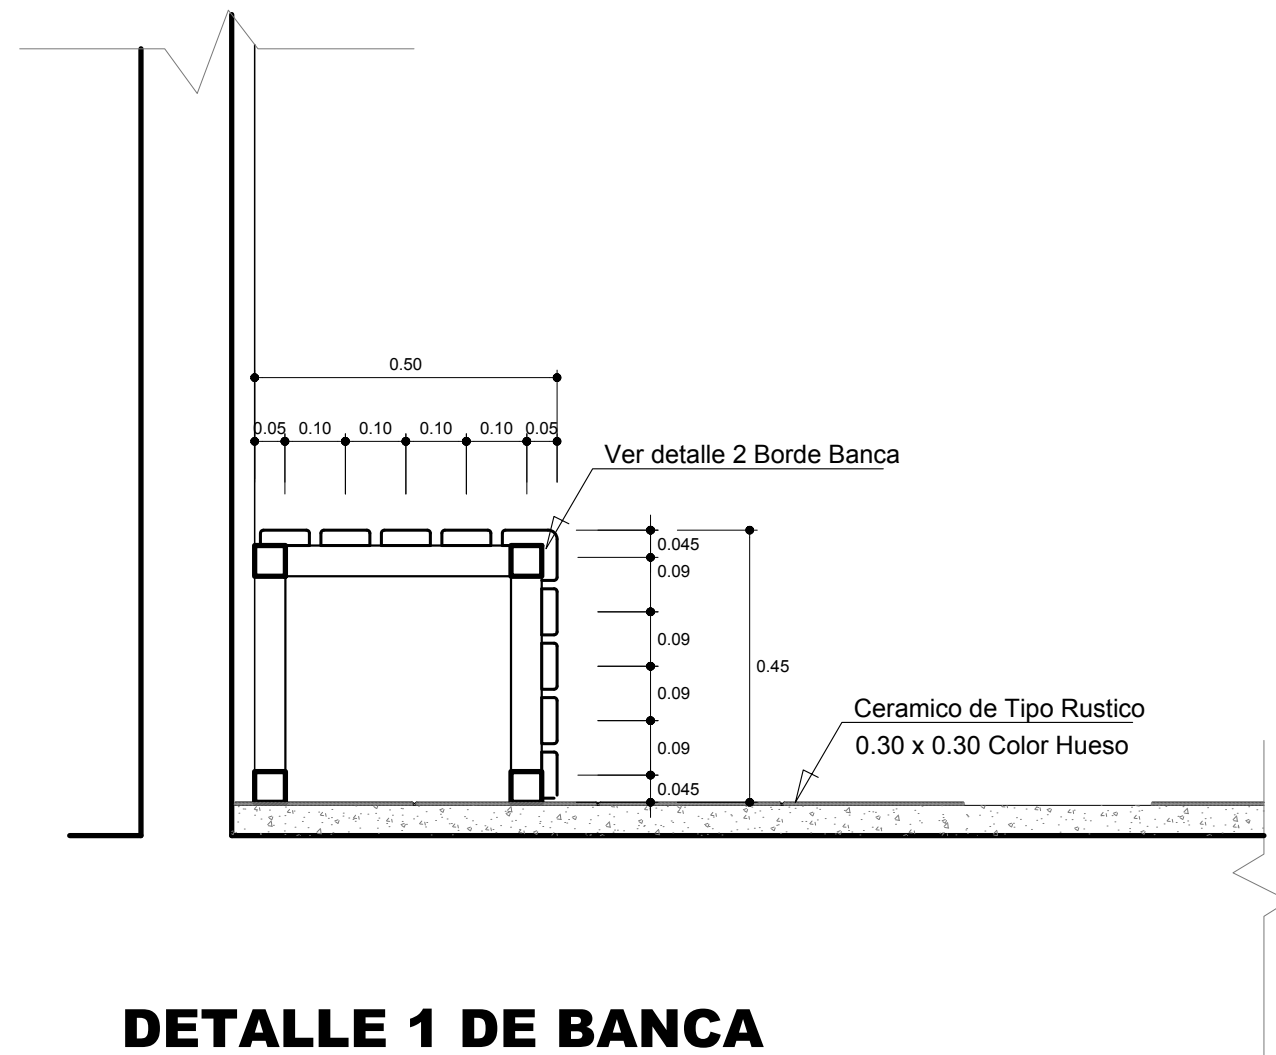 0.50
0.05 0.10 0.10 0.10 0.10 0.05
Ver detalle 2 Borde Banca
0.045
0.09
0.09
0.45
0.09
0.09
0.045
Ceramico de Tipo Rustico
0.30 x 0.30 Color Hueso
DETALLE 1 DE BANCA